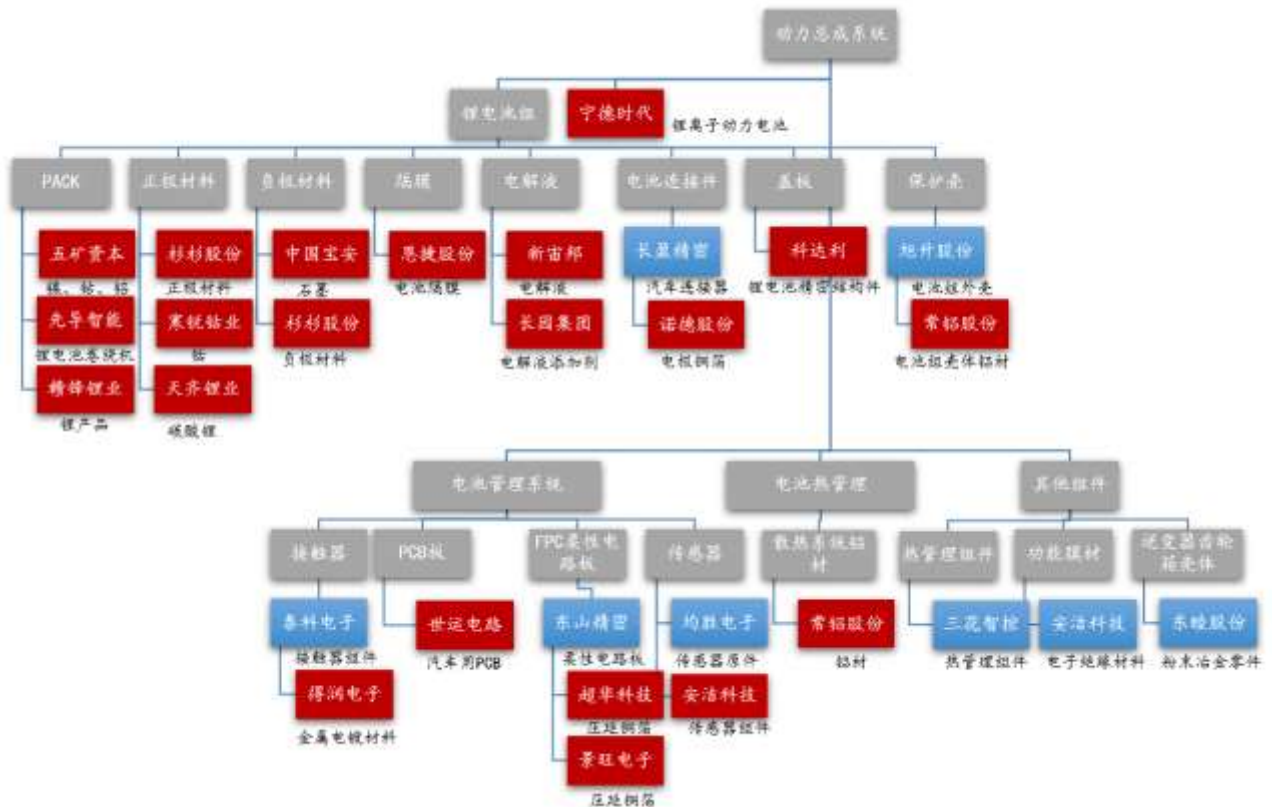 动力总成系统
锂电池组
宁德时代
锂离子动力电池
PACK
正极材料
负极材料
隔膜
电解液
电池连接件
盖板
保护壳
五矿资本
镍、钴、铝
先导智能
锂电池卷绕机
赣锋锂业
锂产品
杉杉股份
正极材料
寒锐钴业
钴
天齐锂业
碳酸锂
中国宝安
石墨
杉杉股份
负极材料
恩捷股份
电池隔膜
新宙邦
电解液
长园集团
电解液添加剂
长盈精密
汽车连接器
诺德股份
电极铜箔
科达利
锂电池精密结构件
旭升股份
电池组外壳
常铝股份
电池组壳体铝材
电池管理系统
电池热管理
其他组件
接触器
PCB板
FPC柔性电
路板
传感器
散热系统铝
材
热管理组件
功能膜材
逆变器齿轮
箱壳体
泰科电子
接触器组件
得润电子
金属电镀材料
世运电路
汽车用PCB
东山精密
柔性电路板
超华科技
压延铜箔
景旺电子
压延铜箔
均胜电子
传感器原件
安洁科技
传感器组件
常铝股份
铝材
三花智控
热管理组件
安洁科技
电子绝缘材料
东睦股份
粉末冶金零件